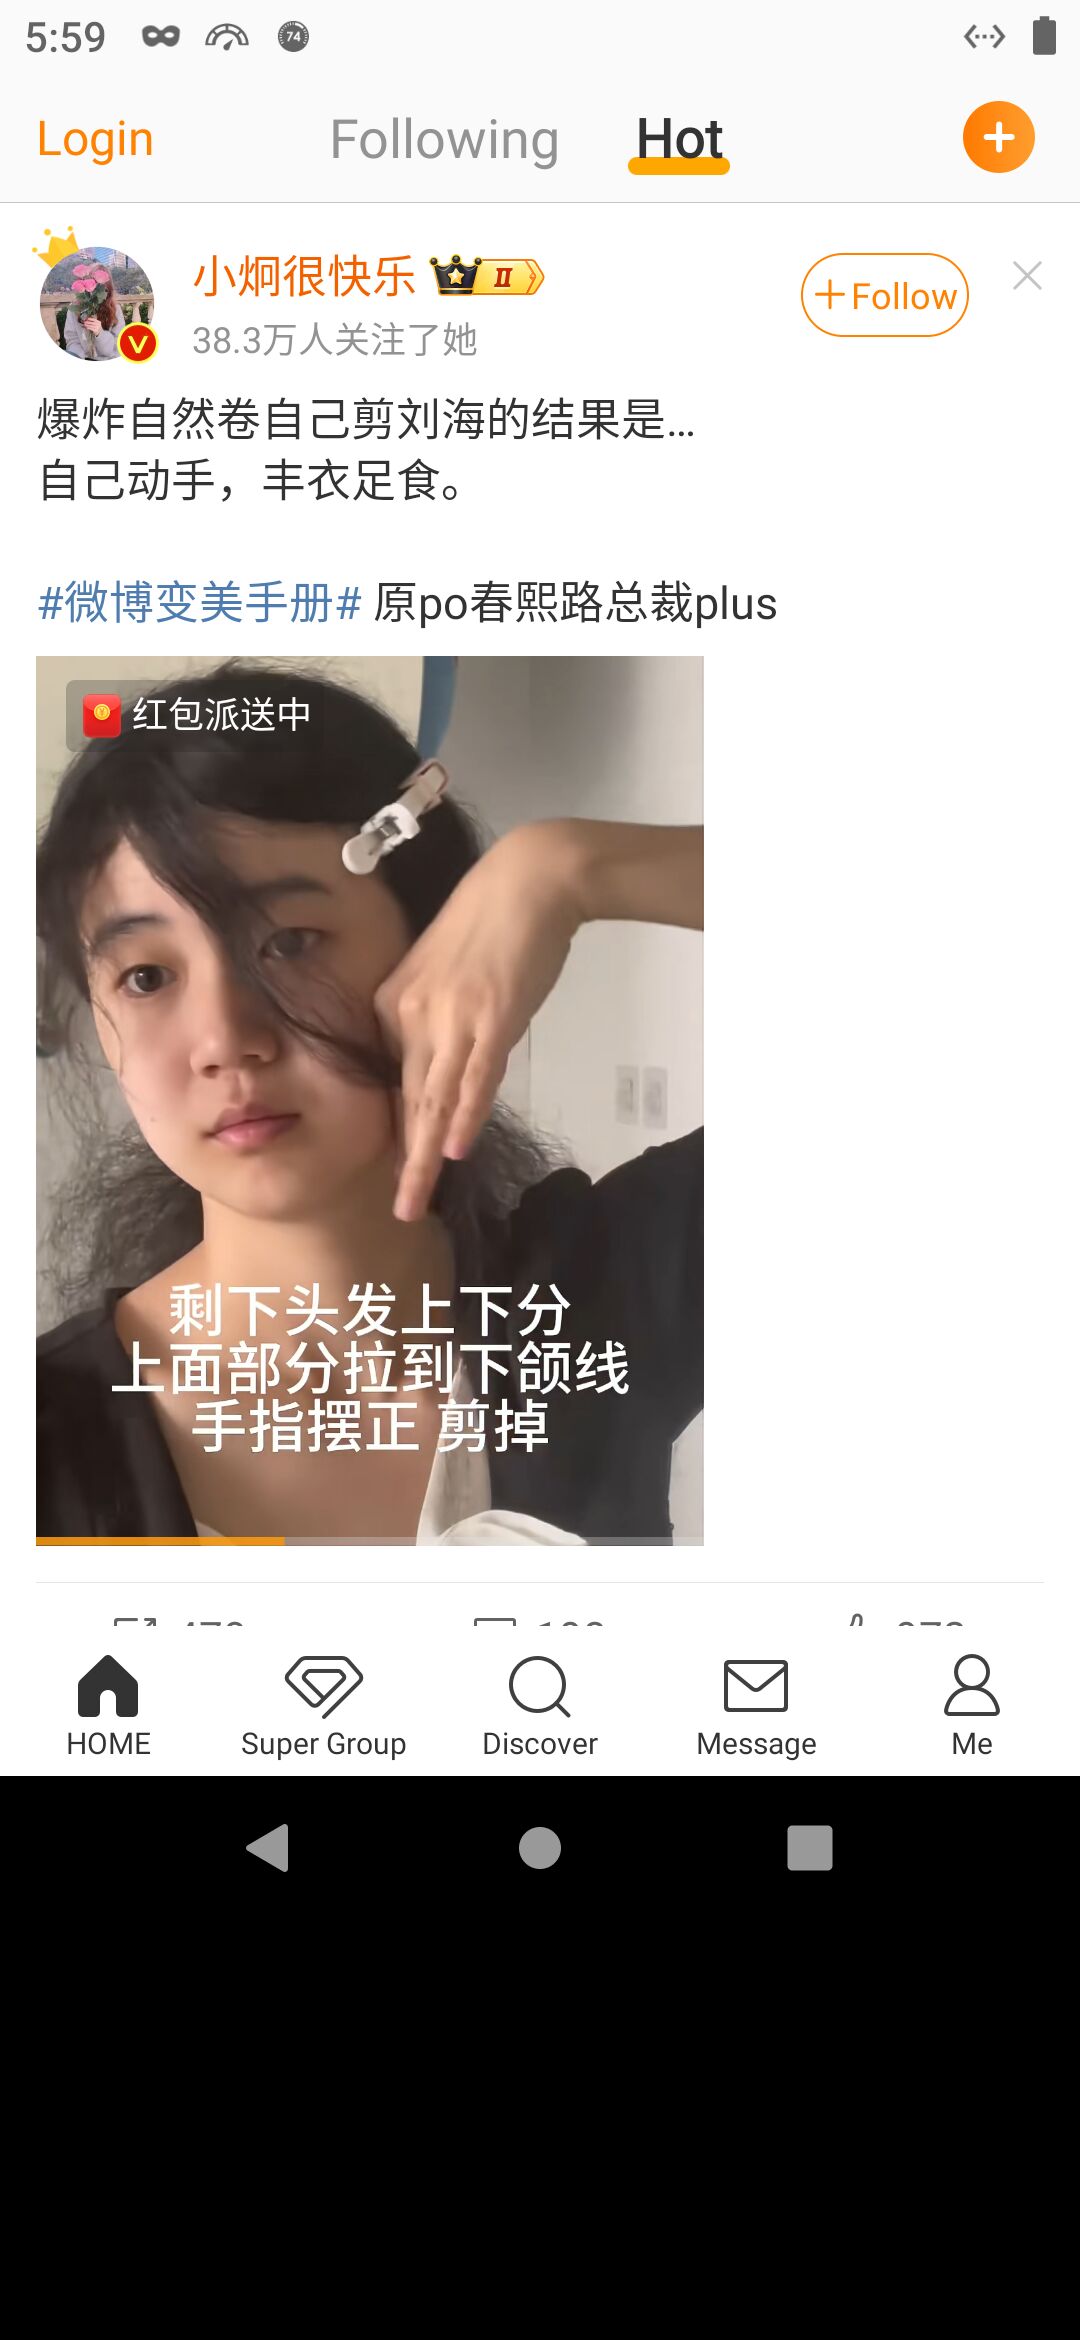 5:59
74
Login Following Hot
小炯很快乐 II
+Follow
38.3万人关注了她
爆炸自然卷自己剪刘海的结果是...
自己动手，丰衣足食。
#微博变美手册# 原po春熙路总裁plus
红包派送中
剩下头发上下分
上面部分拉到下颌线
手指摆正 剪掉
HOME Super Group Discover Message Me